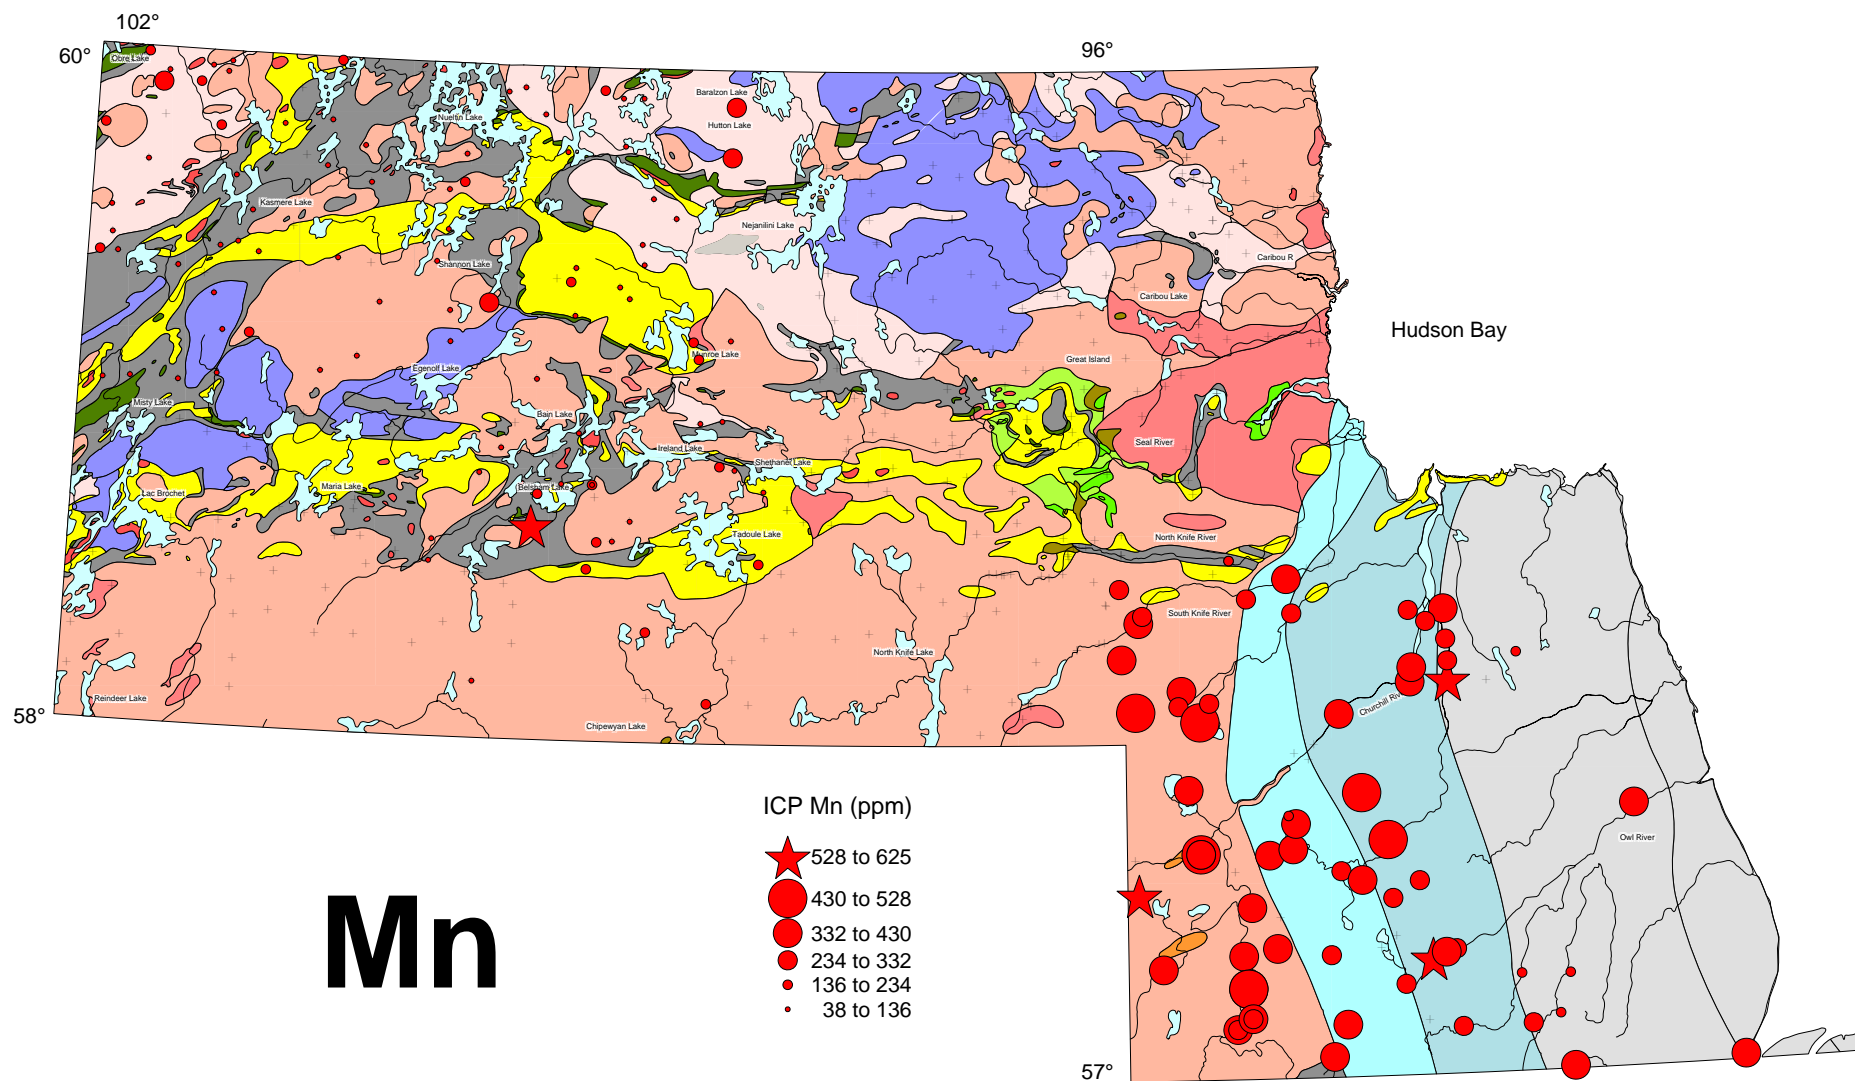 102°
60°
96°
Obre Lake
Baralzon Lake
Nueltin Lake
Hutton Lake
Kasmere Lake
Nejanilini Lake
Shannon Lake
Caribou R
Caribou Lake
Hudson Bay
Munroe Lake
Great Island
Egenolf Lake
Misty Lake
Bain Lake
Seal River
Ireland Lake
Shethanei Lake
Lac Brochet
Maria Lake
Belsham Lake
Tadoule Lake
North Knife River
South Knife River
North Knife Lake
Reindeer Lake
Churchill Riv
58°
Chipewyan Lake
ICP Mn (ppm)
528 to 625
430 to 528
332 to 430
234 to 332
136 to 234
38 to 136
Mn
Owl River
57°